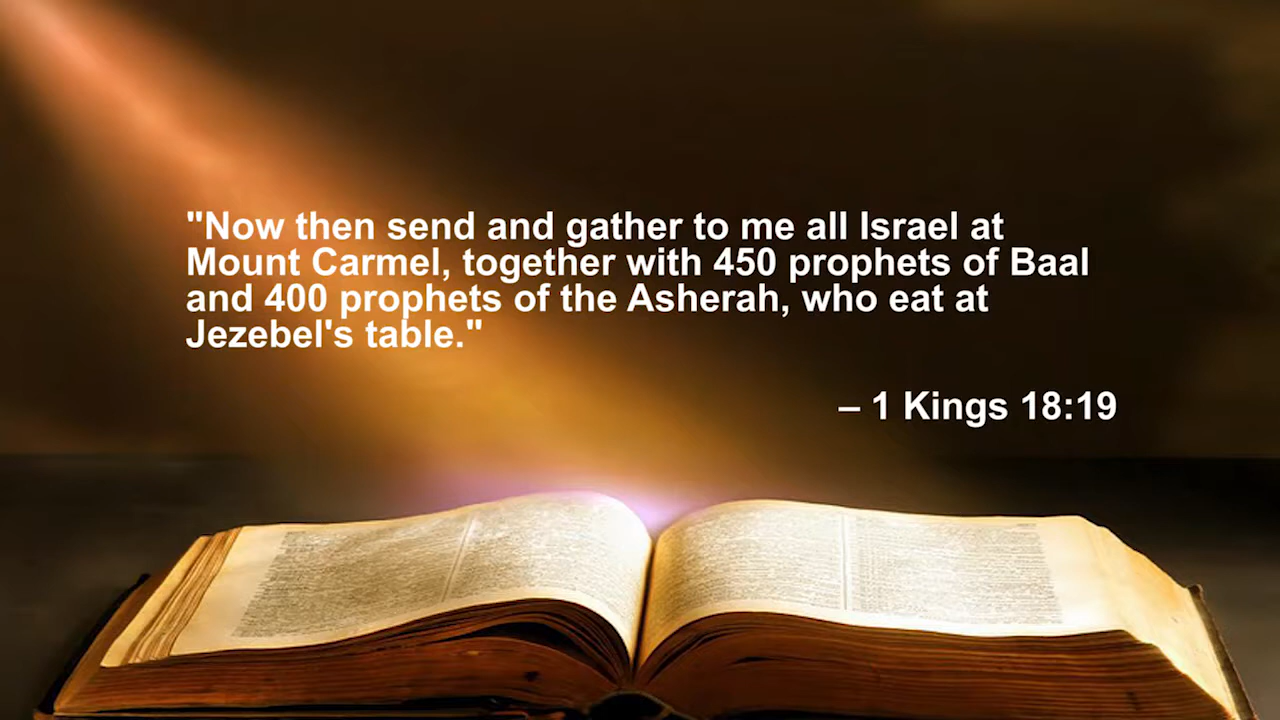 "Now then send and gather to me all Israel at
Mount Carmel, together with 450 prophets of Baal
and 400 prophets of the Asherah, who eat at
Jezebel's table."
– 1 Kings 18:19